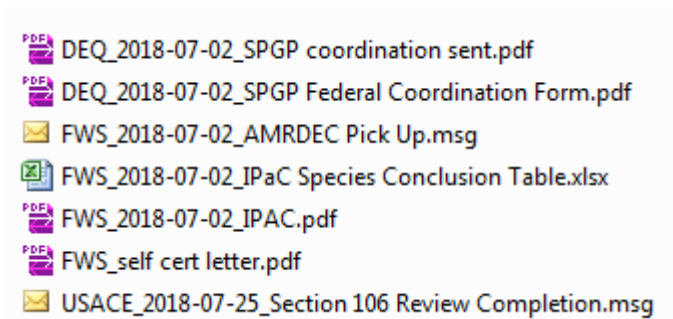 DEQ_2018-07-02_SPGP coordination sent.pdf
DEQ_2018-07-02_SPGP Federal Coordination Form.pdf
FWS_2018-07-02_AMRDEC Pick Up.msg
FWS_2018-07-02_IPaC Species Conclusion Table.xlsx
FWS_2018-07-02_IPAC.pdf
FWS_self cert letter.pdf
USACE_2018-07-25_Section 106 Review Completion.msg